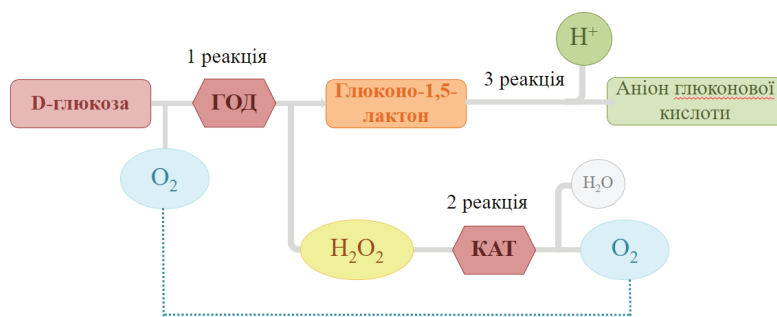 1 реакція
D-глюкоза
ГОД
Глюконо-1,5-
лактон
3 реакція
H⁺
Аніон глюконової
кислоти
O₂
2 реакція
H₂O₂
КАТ
H₂O
O₂